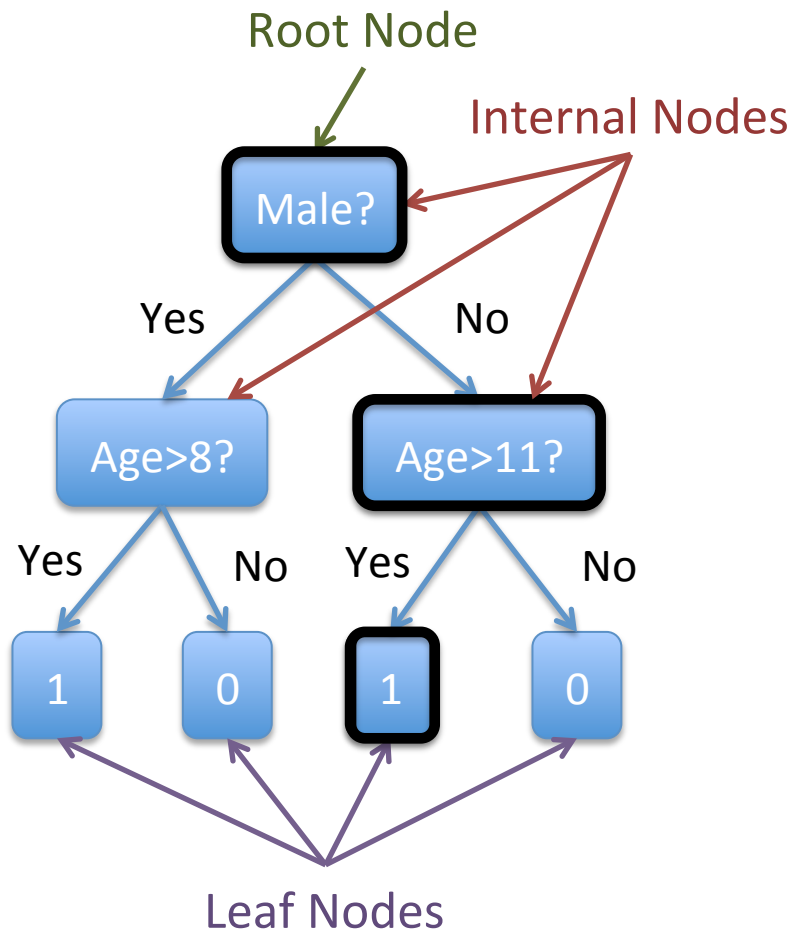 Root Node
Internal Nodes
Male?
Yes
No
Age>8?
Age>11?
Yes
No
Yes
No
1
0
1
0
Leaf Nodes